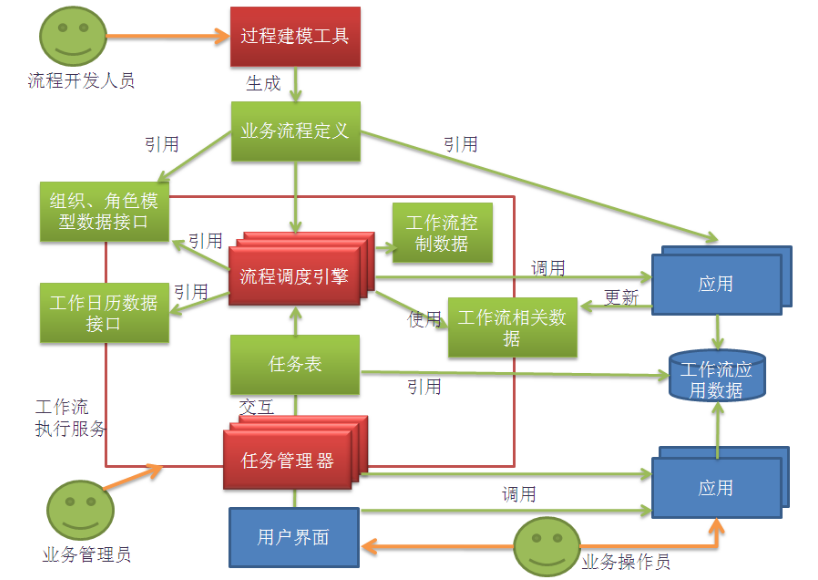 过程建模工具
流程开发人员
生成
业务流程定义
引用
引用
组织、角色模
型数据接口
工作流控
制数据
引用
流程调度引擎
调用
应用
工作日历数据
接口
引用
更新
使用
工作流相关数
据
任务表
引用
工作流应
用数据
交互
工作流
执行服务
任务管理器
调用
应用
用户界面
业务管理员
业务操作员